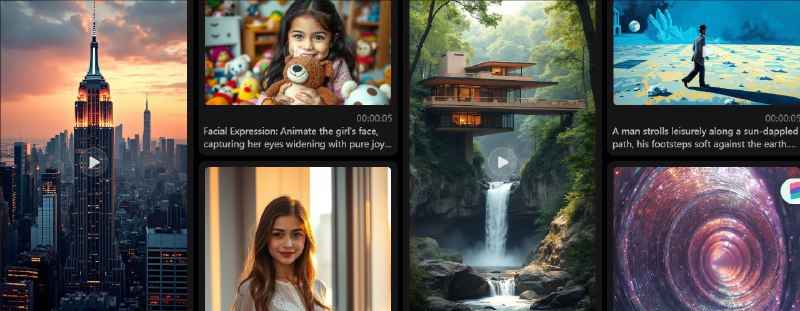 00:00:05
Facial Expression: Animate the girl's face,
capturing her eyes widening with pure joy...
00:00:05
A man strolls leisurely along a sun-dappled
path, his footsteps soft against the earth....